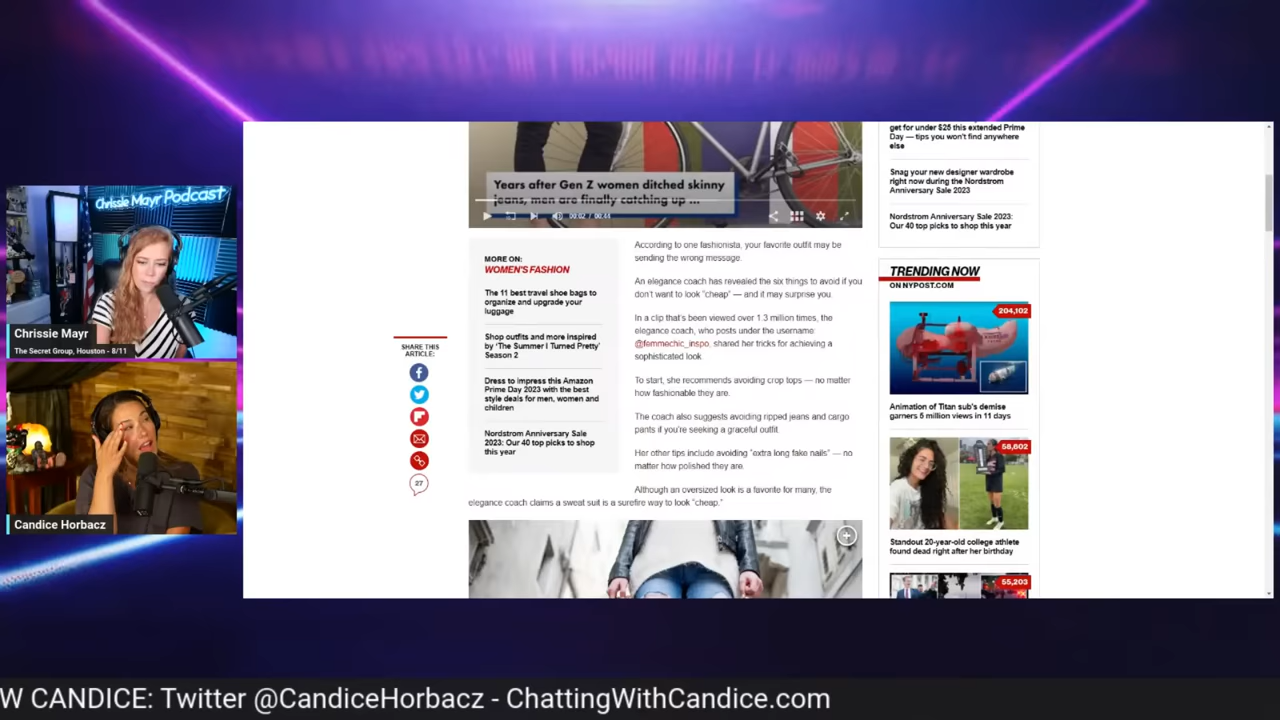 Chrissie Mayr Podcast
Chrissie Mayr
The Secret Group, Houston - 8/11
Candice Horbacz
Years after Gen Z women ditched skinny
jeans, men are finally catching up ...
00:02 / 00:44
MORE ON:
WOMEN'S FASHION
The 11 best travel shoe bags to
organize and upgrade your
luggage
Shop outfits and more inspired
by 'The Summer I Turned Pretty'
Season 2
Dress to impress this Amazon
Prime Day 2023 with the best
style deals for men, women and
children
Nordstrom Anniversary Sale
2023: Our 40 top picks to shop
this year
SHARE THIS
ARTICLE:
27
According to one fashionista, your favorite outfit may be
sending the wrong message.
An elegance coach has revealed the six things to avoid if you
don't want to look "cheap" — and it may surprise you.
In a clip that's been viewed over 1.3 million times, the
elegance coach, who posts under the username
@femmechic_inspo, shared her tricks for achieving a
sophisticated look.
To start, she recommends avoiding crop tops — no matter
how fashionable they are.
The coach also suggests avoiding ripped jeans and cargo
pants if you're seeking a graceful outfit.
Her other tips include avoiding "extra long fake nails" — no
matter how polished they are.
Although an oversized look is a favorite for many, the
elegance coach claims a sweat suit is a surefire way to look "cheap."
get for under $25 this extended Prime
Day — tips you won't find anywhere
else
Snag your new designer wardrobe
right now during the Nordstrom
Anniversary Sale 2023
Nordstrom Anniversary Sale 2023:
Our 40 top picks to shop this year
TRENDING NOW
ON NYPOST.COM
204,102
Animation of Titan sub's demise
garners 5 million views in 11 days
58,802
Standout 20-year-old college athlete
found dead right after her birthday
55,203
W CANDICE: Twitter @CandiceHorbacz - ChattingWithCandice.com